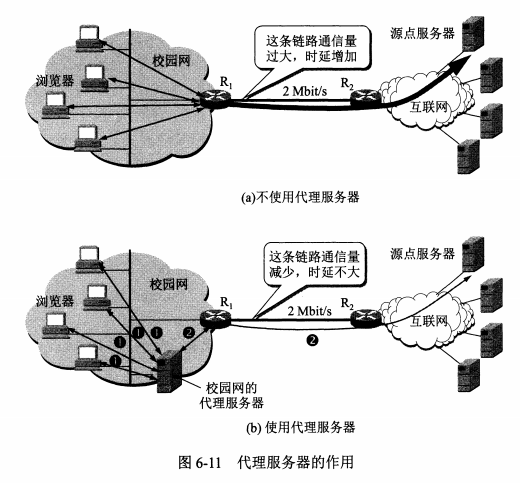 这条链路通信量
过大，时延增加
源点服务器
校园网
浏览器
R1
2 Mbit/s
R2
互联网
(a)不使用代理服务器
这条链路通信量
减少，时延不大
源点服务器
校园网
浏览器
R1
2 Mbit/s
R2
互联网
❶ ❶ ❶ ❷
❷
❶
校园网的
代理服务器
(b) 使用代理服务器
图 6-11 代理服务器的作用